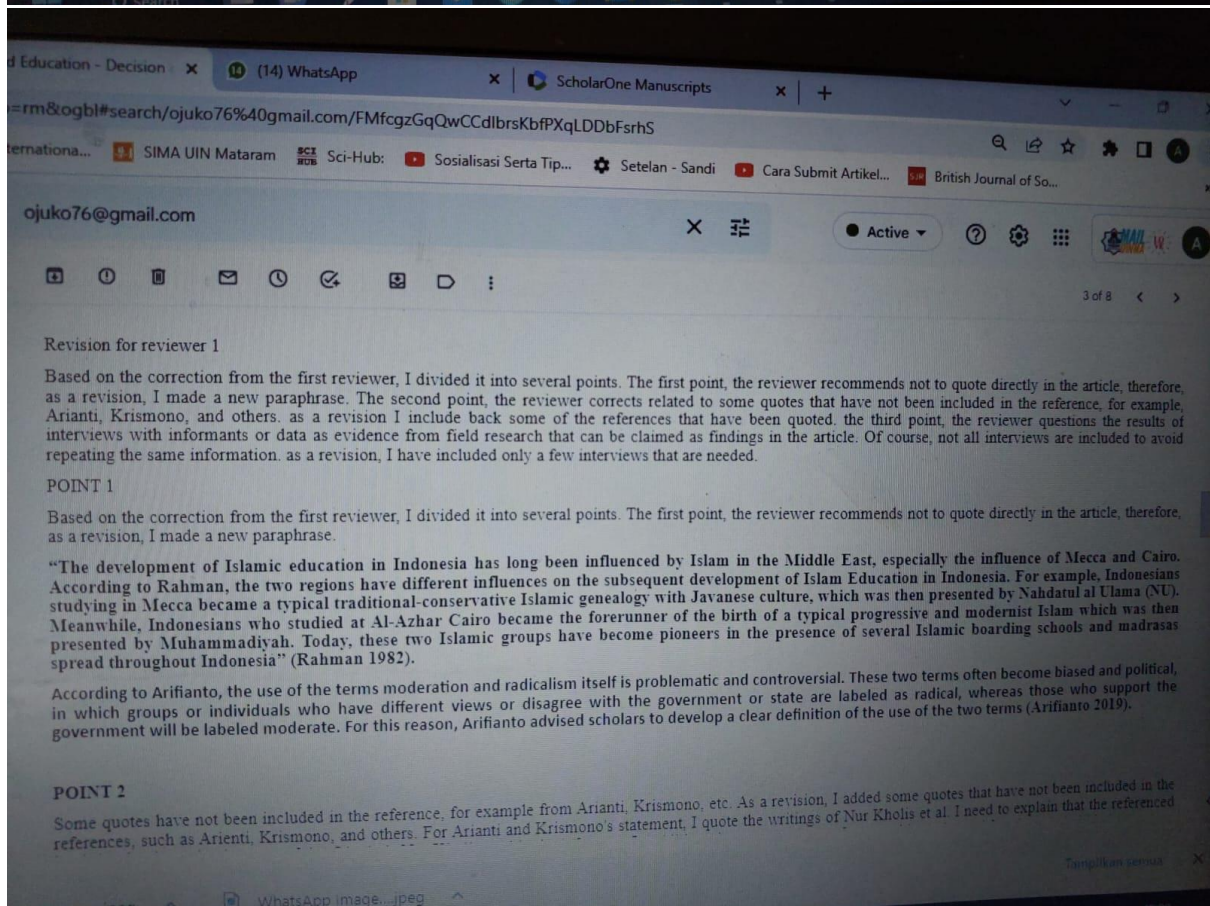 Search
d Education - Decision
14 (14) WhatsApp
ScholarOne Manuscripts
=rm&ogbl#search/ojuko76%40gmail.com/FMfcgzGqQwCCdlbrsKbfPXqLDDbFsrhS
ternationa...
SIMA UIN Mataram
SCI HUB Sci-Hub:
Sosialisasi Serta Tip...
Setelan - Sandi
Cara Submit Artikel...
SJR British Journal of So...
ojuko76@gmail.com
Active
3 of 8
Revision for reviewer 1
Based on the correction from the first reviewer, I divided it into several points. The first point, the reviewer recommends not to quote directly in the article, therefore,
as a revision, I made a new paraphrase. The second point, the reviewer corrects related to some quotes that have not been included in the reference, for example,
Arianti, Krismono, and others. as a revision I include back some of the references that have been quoted. the third point, the reviewer questions the results of
interviews with informants or data as evidence from field research that can be claimed as findings in the article. Of course, not all interviews are included to avoid
repeating the same information. as a revision, I have included only a few interviews that are needed.
POINT 1
Based on the correction from the first reviewer, I divided it into several points. The first point, the reviewer recommends not to quote directly in the article, therefore,
as a revision, I made a new paraphrase.
“The development of Islamic education in Indonesia has long been influenced by Islam in the Middle East, especially the influence of Mecca and Cairo.
According to Rahman, the two regions have different influences on the subsequent development of Islam Education in Indonesia. For example, Indonesians
studying in Mecca became a typical traditional-conservative Islamic genealogy with Javanese culture, which was then presented by Nahdatul al Ulama (NU).
Meanwhile, Indonesians who studied at Al-Azhar Cairo became the forerunner of the birth of a typical progressive and modernist Islam which was then
presented by Muhammadiyah. Today, these two Islamic groups have become pioneers in the presence of several Islamic boarding schools and madrasas
spread throughout Indonesia” (Rahman 1982).
According to Arifianto, the use of the terms moderation and radicalism itself is problematic and controversial. These two terms often become biased and political,
in which groups or individuals who have different views or disagree with the government or state are labeled as radical, whereas those who support the
government will be labeled moderate. For this reason, Arifianto advised scholars to develop a clear definition of the use of the two terms (Arifianto 2019).
POINT 2
Some quotes have not been included in the reference, for example from Arianti, Krismono, etc. As a revision, I added some quotes that have not been included in the
references, such as Arienti, Krismono, and others. For Arianti and Krismono's statement, I quote the writings of Nur Kholis et al. I need to explain that the referenced
Tampilkan semua
WhatsApp Image....jpeg